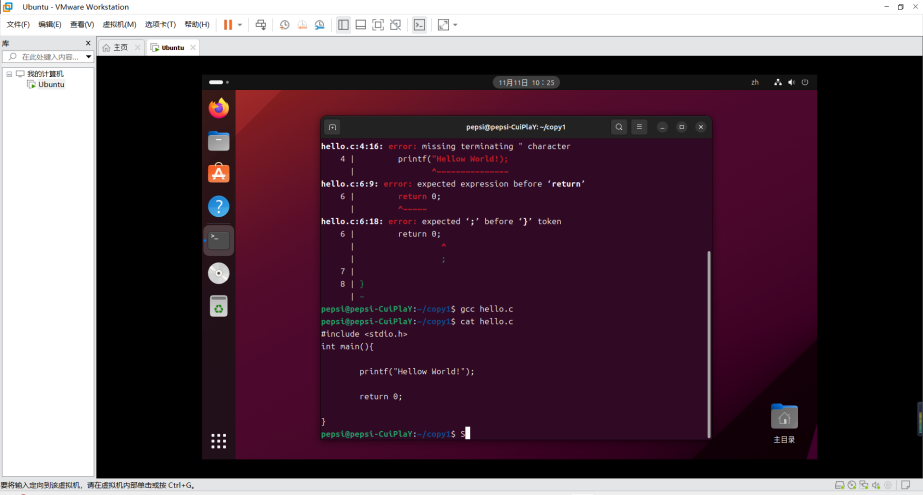 Ubuntu - VMware Workstation
文件(F) 编辑(E) 查看(V) 虚拟机(M) 选项卡(T) 帮助(H)
库
主页
Ubuntu
在此处键入内容...
我的计算机
Ubuntu
11月11日 10：25
zh
pepsi@pepsi-CuiPlaY: ~/copy1
hello.c:4:16: error: missing terminating " character
4 | printf("Hellow World!);
| ^~~~~~~~~~~~~~~~
hello.c:6:9: error: expected expression before ‘return’
6 | return 0;
| ^~~~~~
hello.c:6:18: error: expected ‘;’ before ‘}’ token
6 | return 0;
| ^
| ;
7 |
8 | }
| ~
pepsi@pepsi-CuiPlaY:~/copy1$ gcc hello.c
pepsi@pepsi-CuiPlaY:~/copy1$ cat hello.c
#include <stdio.h>
int main(){
printf("Hellow World!");
return 0;
}
pepsi@pepsi-CuiPlaY:~/copy1$ S
主目录
要将输入定向到该虚拟机，请在虚拟机内部单击或按 Ctrl+G。